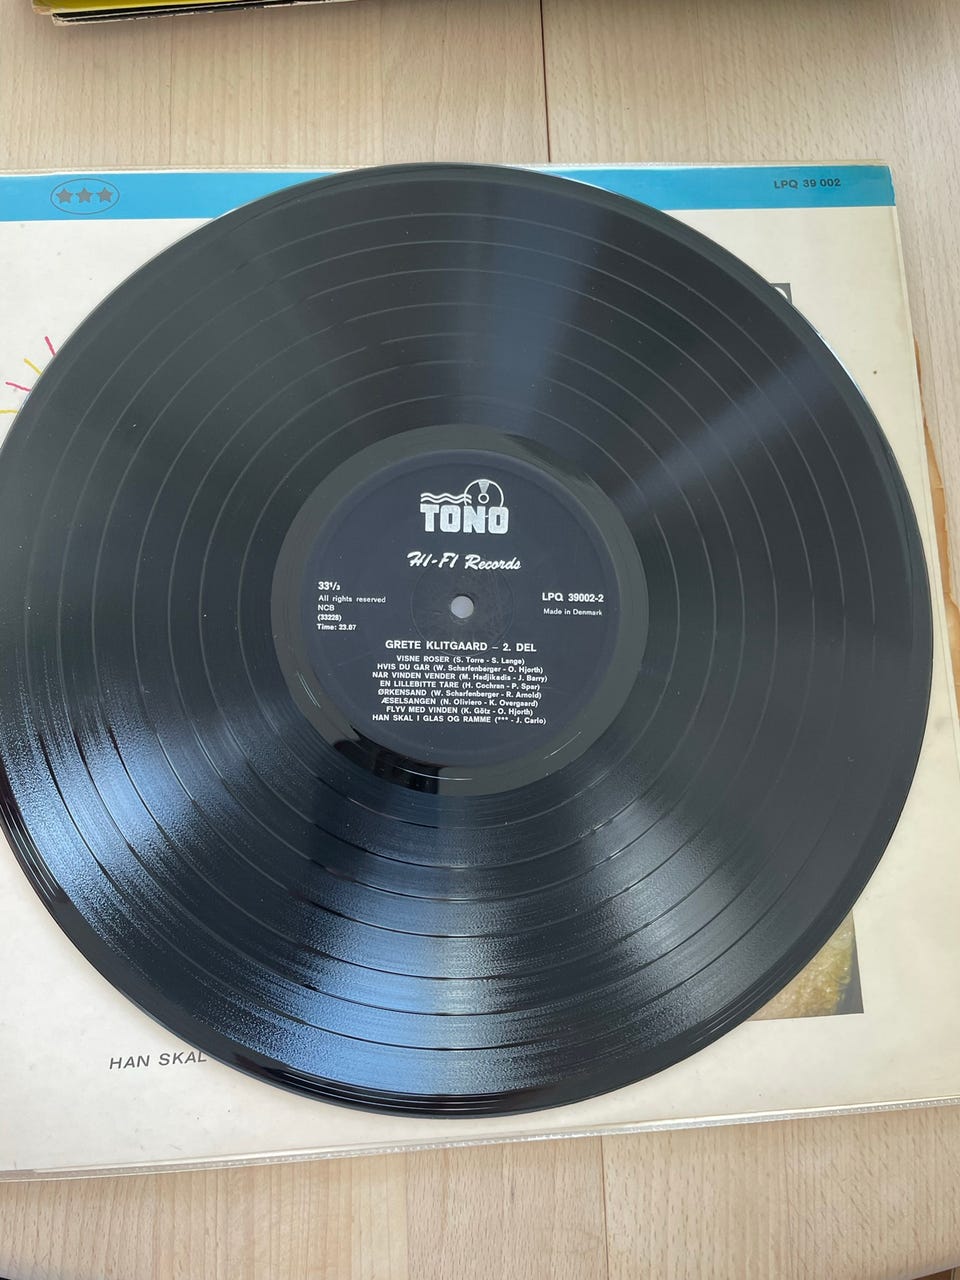 LPQ 39 002
TONO
HI-FI Records
33⅓
All rights reserved
NCB
(33228)
Time: 23.07
LPQ 39002-2
Made in Denmark
GRETE KLITGAARD – 2. DEL
VISNE ROSER (S. Torre - S. Lange)
HVIS DU GÅR (W. Scharfenberger - O. Hjorth)
NÅR VINDEN VENDER (M. Hadjikadis - J. Barry)
EN LILLEBITTE TÅRE (H. Cochran - P. Spar)
ØRKENSAND (W. Scharfenberger - R. Arnold)
ÆSELSANGEN (N. Oliviero - K. Overgaard)
FLYV MED VINDEN (K. Götz - O. Hjorth)
HAN SKAL I GLAS OG RAMME (*** - J. Carlo)
HAN SKAL